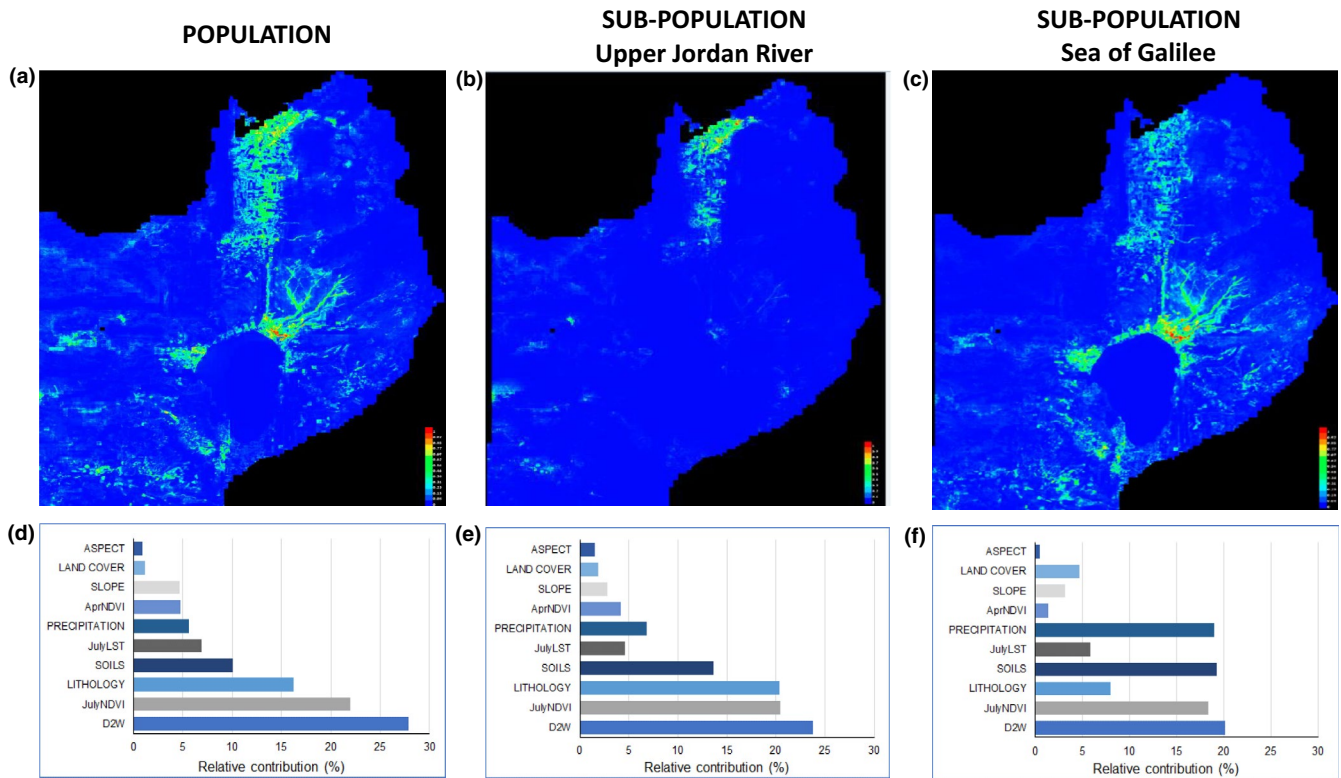 POPULATION
SUB-POPULATION
Upper Jordan River
SUB-POPULATION
Sea of Galilee
(a)
(b)
(c)
(d)
ASPECT
LAND COVER
SLOPE
AprNDVI
PRECIPITATION
JulyLST
SOILS
LITHOLOGY
JulyNDVI
D2W
0 5 10 15 20 25 30
Relative contribution (%)
(e)
ASPECT
LAND COVER
SLOPE
AprNDVI
PRECIPITATION
JulyLST
SOILS
LITHOLOGY
JulyNDVI
D2W
0 5 10 15 20 25 30
Relative contribution (%)
(f)
ASPECT
LAND COVER
SLOPE
AprNDVI
PRECIPITATION
JulyLST
SOILS
LITHOLOGY
JulyNDVI
D2W
0 5 10 15 20 25 30
Relative contribution (%)